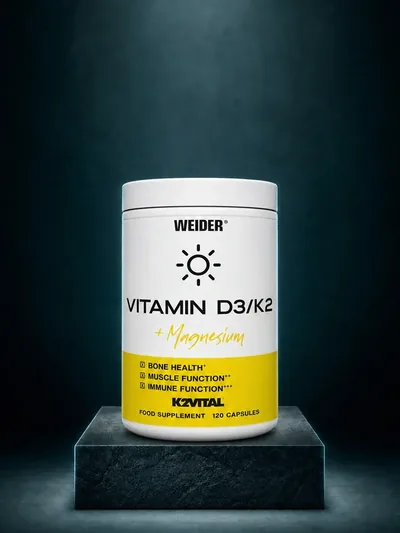 WEIDER®
VITAMIN D3/K2
+ Magnesium
BONE HEALTH*
MUSCLE FUNCTION**
IMMUNE FUNCTION***
K2VITAL
FOOD SUPPLEMENT 120 CAPSULES